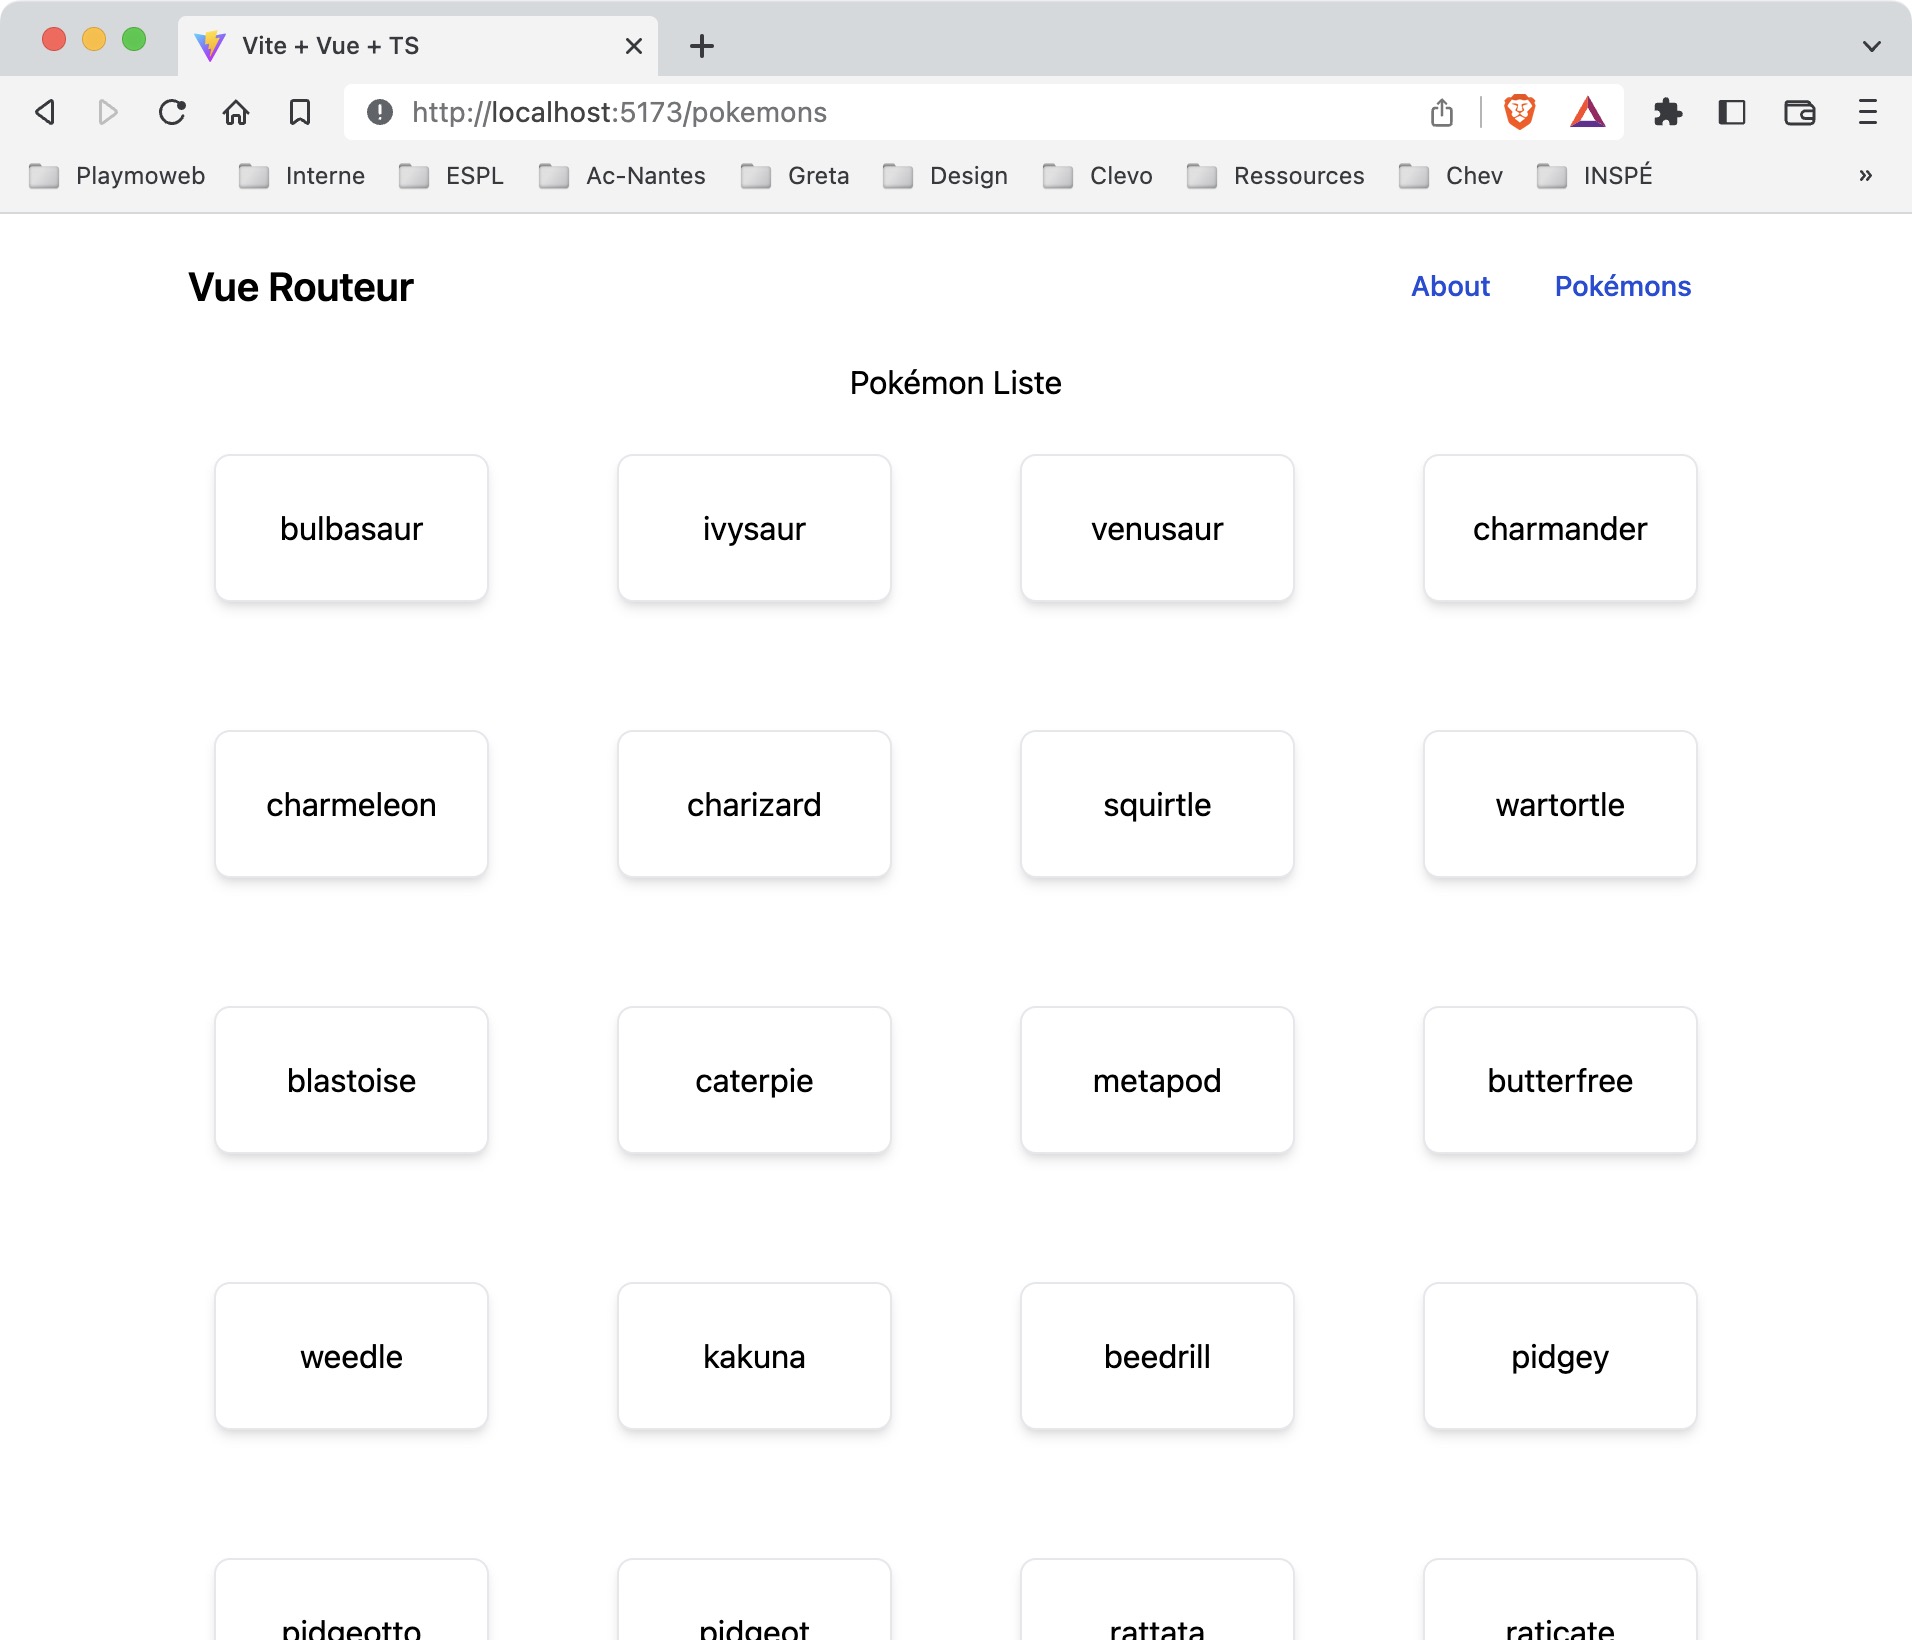 Vite + Vue + TS
http://localhost:5173/pokemons
Playmoweb Interne ESPL Ac-Nantes Greta Design Clevo Ressources Chev INSPÉ »
Vue Routeur About Pokémons
Pokémon Liste
bulbasaur ivysaur venusaur charmander
charmeleon charizard squirtle wartortle
blastoise caterpie metapod butterfree
weedle kakuna beedrill pidgey
pidgeotto pidgeot rattata raticate